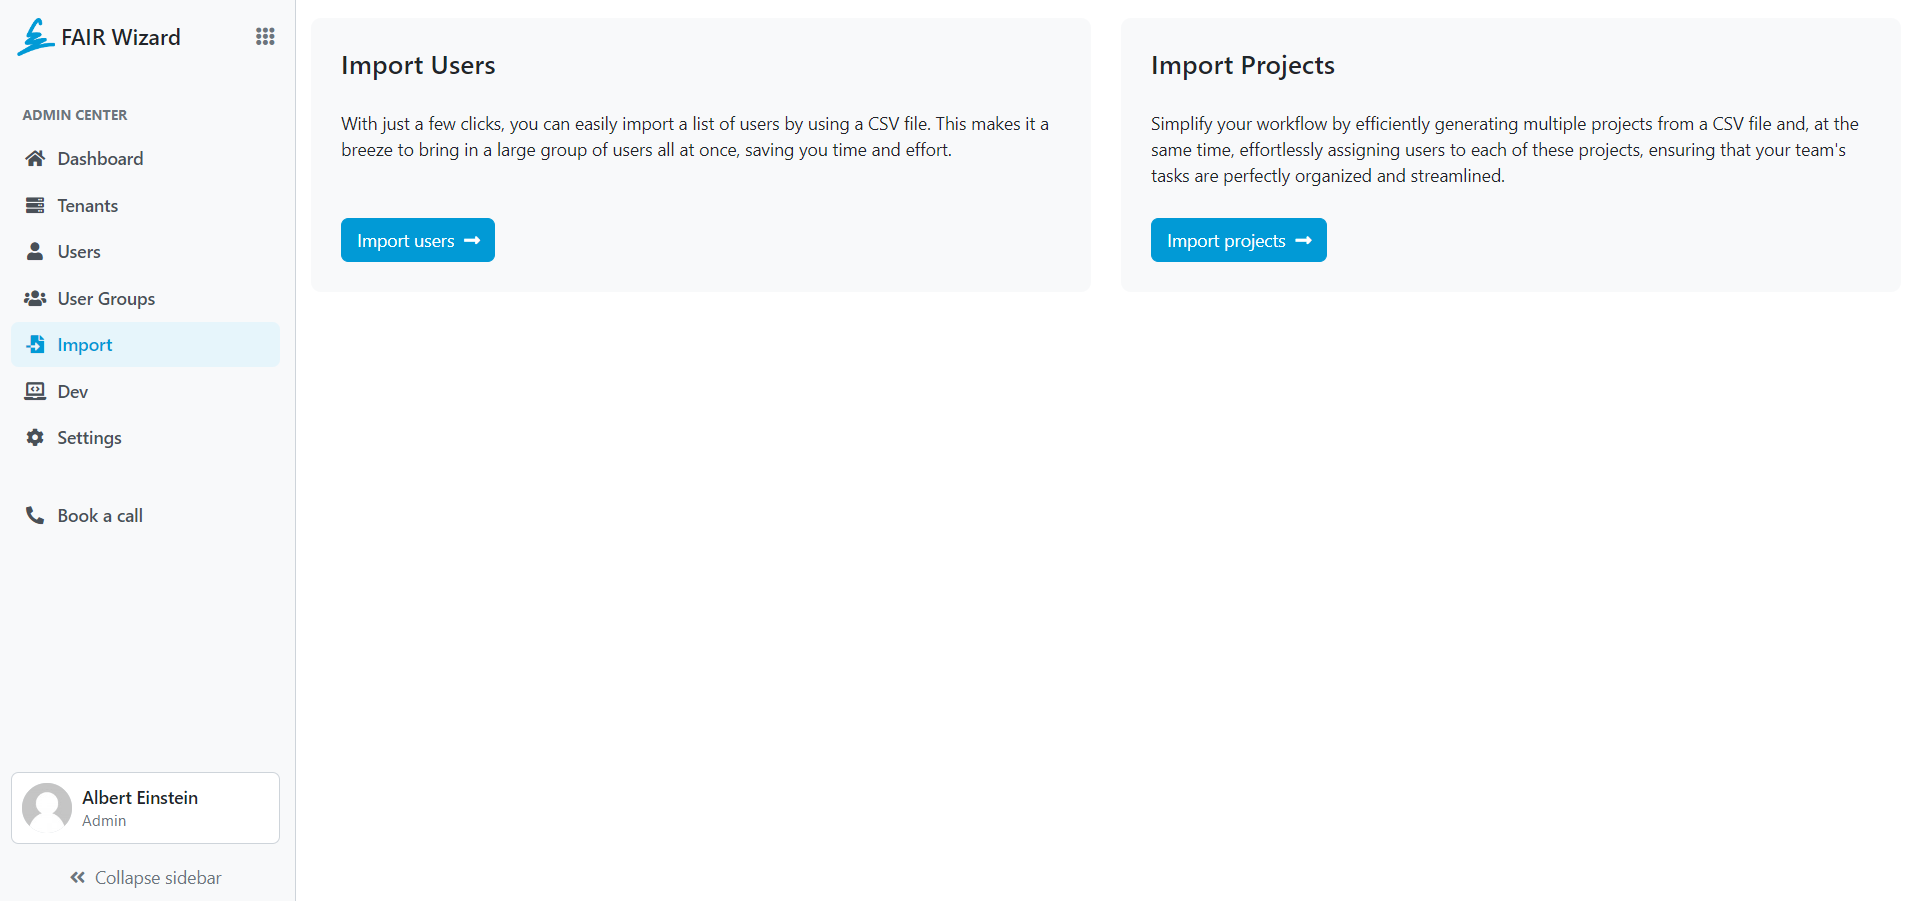 FAIR Wizard
ADMIN CENTER
Dashboard
Tenants
Users
User Groups
Import
Dev
Settings
Book a call
Albert Einstein
Admin
Collapse sidebar
Import Users
With just a few clicks, you can easily import a list of users by using a CSV file. This makes it a
breeze to bring in a large group of users all at once, saving you time and effort.
Import users
Import Projects
Simplify your workflow by efficiently generating multiple projects from a CSV file and, at the
same time, effortlessly assigning users to each of these projects, ensuring that your team's
tasks are perfectly organized and streamlined.
Import projects